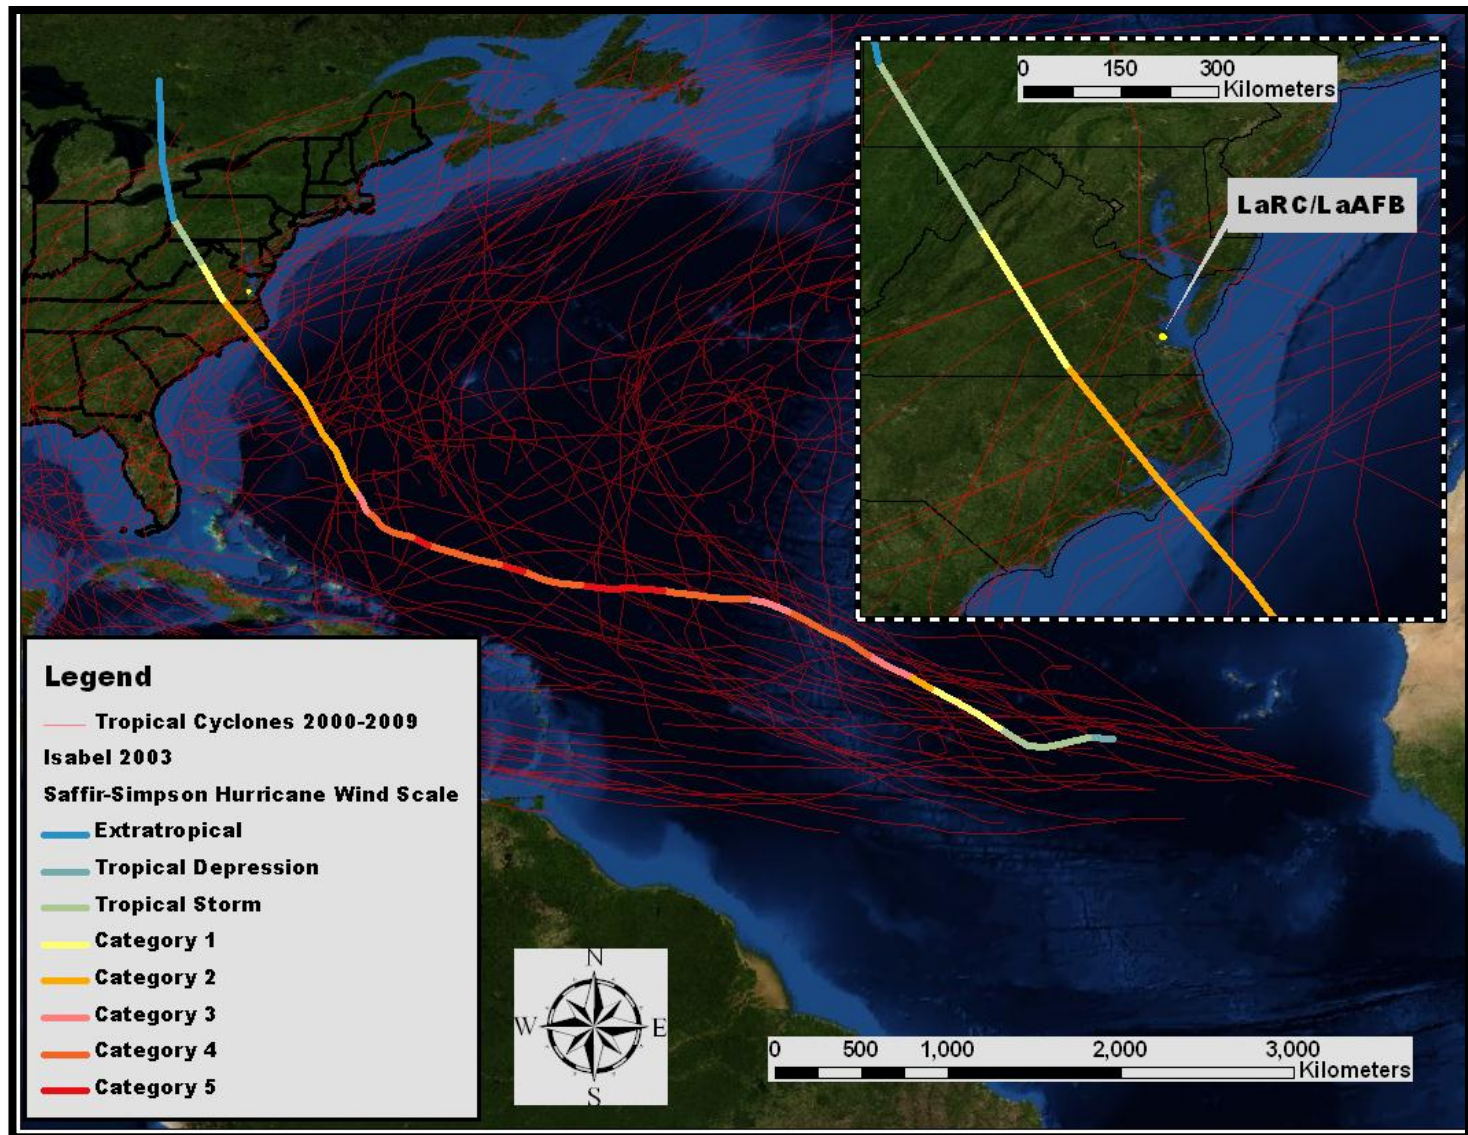 0 150 300
Kilometers
LaRC/LaAFB
Legend
Tropical Cyclones 2000-2009
Isabel 2003
Saffir-Simpson Hurricane Wind Scale
Extratropical
Tropical Depression
Tropical Storm
Category 1
Category 2
Category 3
Category 4
Category 5
N
W E
S
0 500 1,000 2,000 3,000
Kilometers